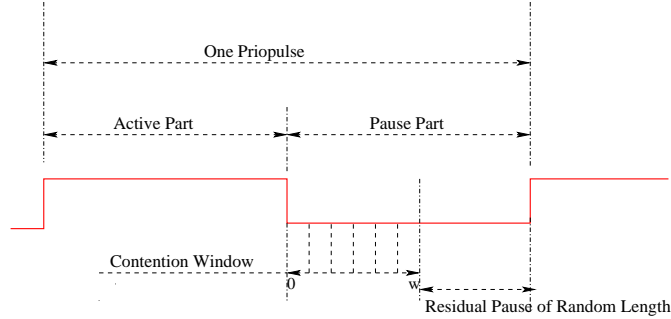 One Priopulse
Active Part
Pause Part
Contention Window
0
w
Residual Pause of Random Length